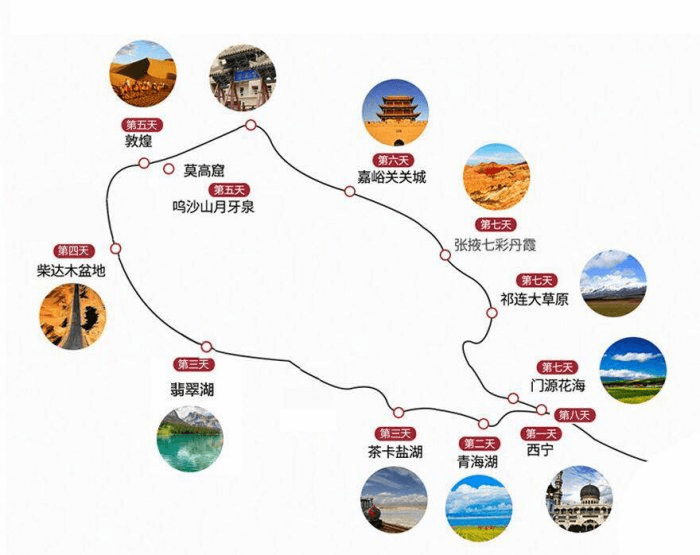 第五天
敦煌
莫高窟
第五天
呜沙山月牙泉
第六天
嘉峪关关城
第七天
张掖七彩丹霞
第四天
柴达木盆地
第七天
祁连大草原
第三天
翡翠湖
第七天
门源花海
第八天
第三天
茶卡盐湖
第二天
青海湖
第一天
西宁